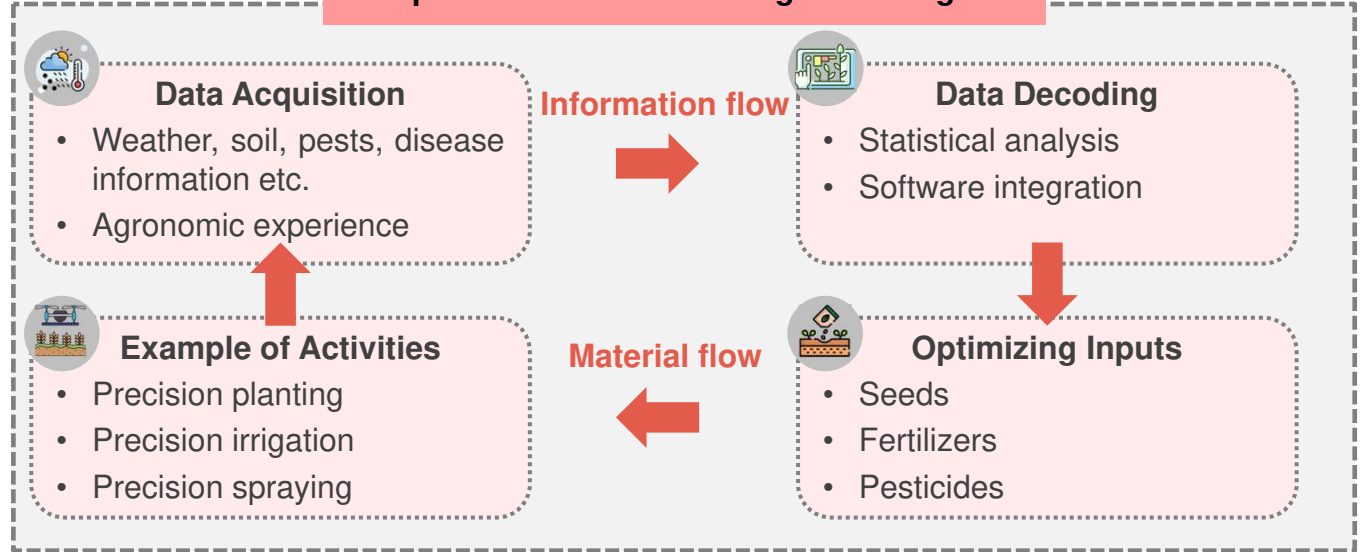 Data Acquisition
• Weather, soil, pests, disease
information etc.
• Agronomic experience
Information flow
Data Decoding
• Statistical analysis
• Software integration
Example of Activities
• Precision planting
• Precision irrigation
• Precision spraying
Material flow
Optimizing Inputs
• Seeds
• Fertilizers
• Pesticides